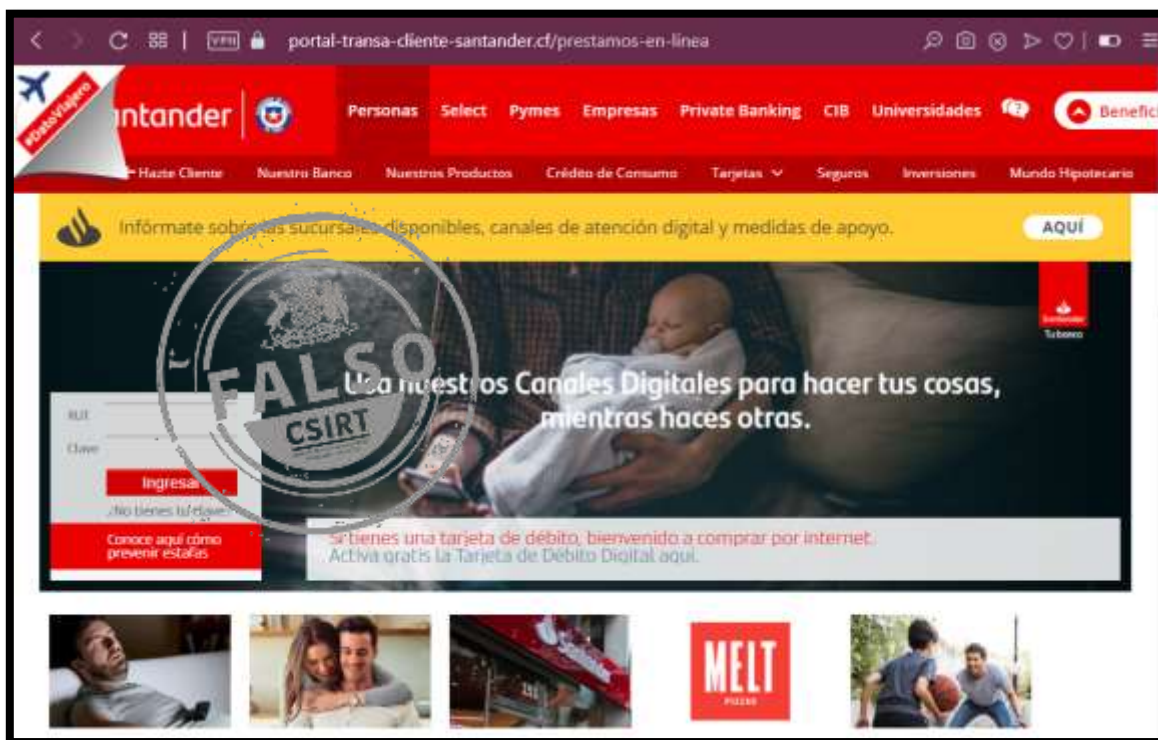 VPN portal-transa-cliente-santander.cf/prestamos-en-linea
#DatoViajero
ntander
Personas Select Pymes Empresas Private Banking CIB Universidades Benefici
Hazte Cliente Nuestro Banco Nuestros Productos Crédito de Consumo Tarjetas Seguros Inversiones Mundo Hipotecario
Infórmate sobre las sucursales disponibles, canales de atención digital y medidas de apoyo. AQUÍ
Santander
Tu banco
Usa nuestros Canales Digitales para hacer tus cosas,
mientras haces otras.
FALSO
CSIRT
RUT
Clave
Ingresar
¿No tienes tu clave?
Conoce aquí cómo
prevenir estafas
Si tienes una tarjeta de débito, bienvenido a comprar por internet.
Activa gratis la Tarjeta de Débito Digital aquí.
MELT
PIZZAS